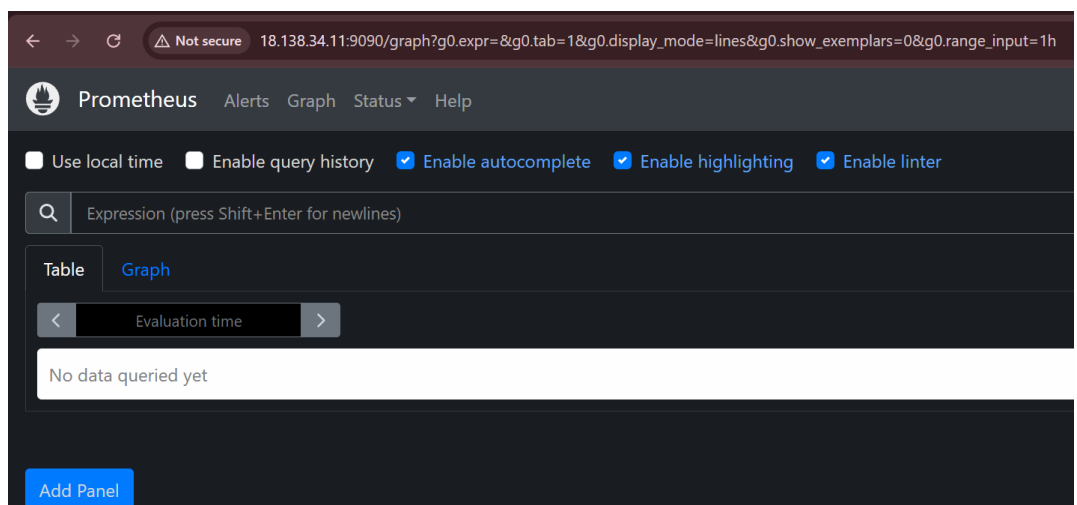 Not secure 18.138.34.11:9090/graph?g0.expr=&g0.tab=1&g0.display_mode=lines&g0.show_exemplars=0&g0.range_input=1h
Prometheus Alerts Graph Status Help
Use local time Enable query history Enable autocomplete Enable highlighting Enable linter
Expression (press Shift+Enter for newlines)
Table Graph
Evaluation time
No data queried yet
Add Panel